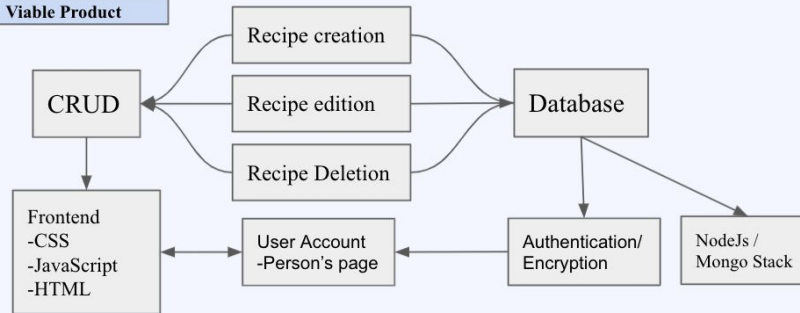 Viable Product
Recipe creation
CRUD
Recipe edition
Database
Recipe Deletion
Frontend
-CSS
-JavaScript
-HTML
User Account
-Person's page
Authentication/
Encryption
NodeJs /
Mongo Stack